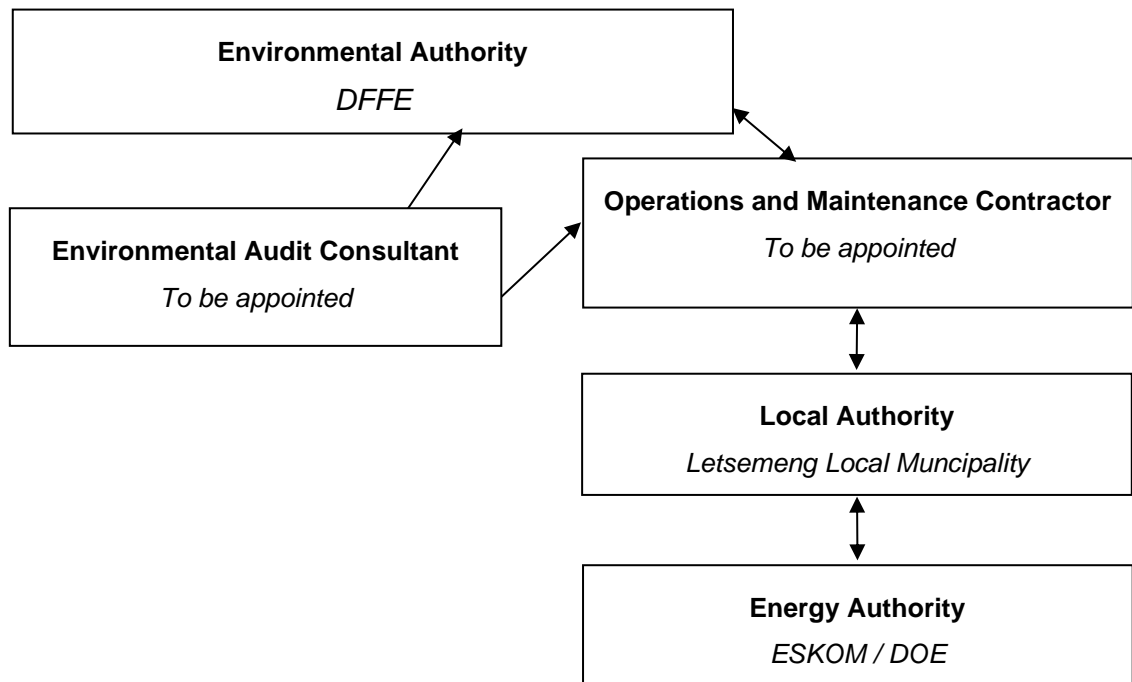 Environmental Authority
DFFE
Operations and Maintenance Contractor
To be appointed
Environmental Audit Consultant
To be appointed
Local Authority
Letsemeng Local Muncipality
Energy Authority
ESKOM / DOE